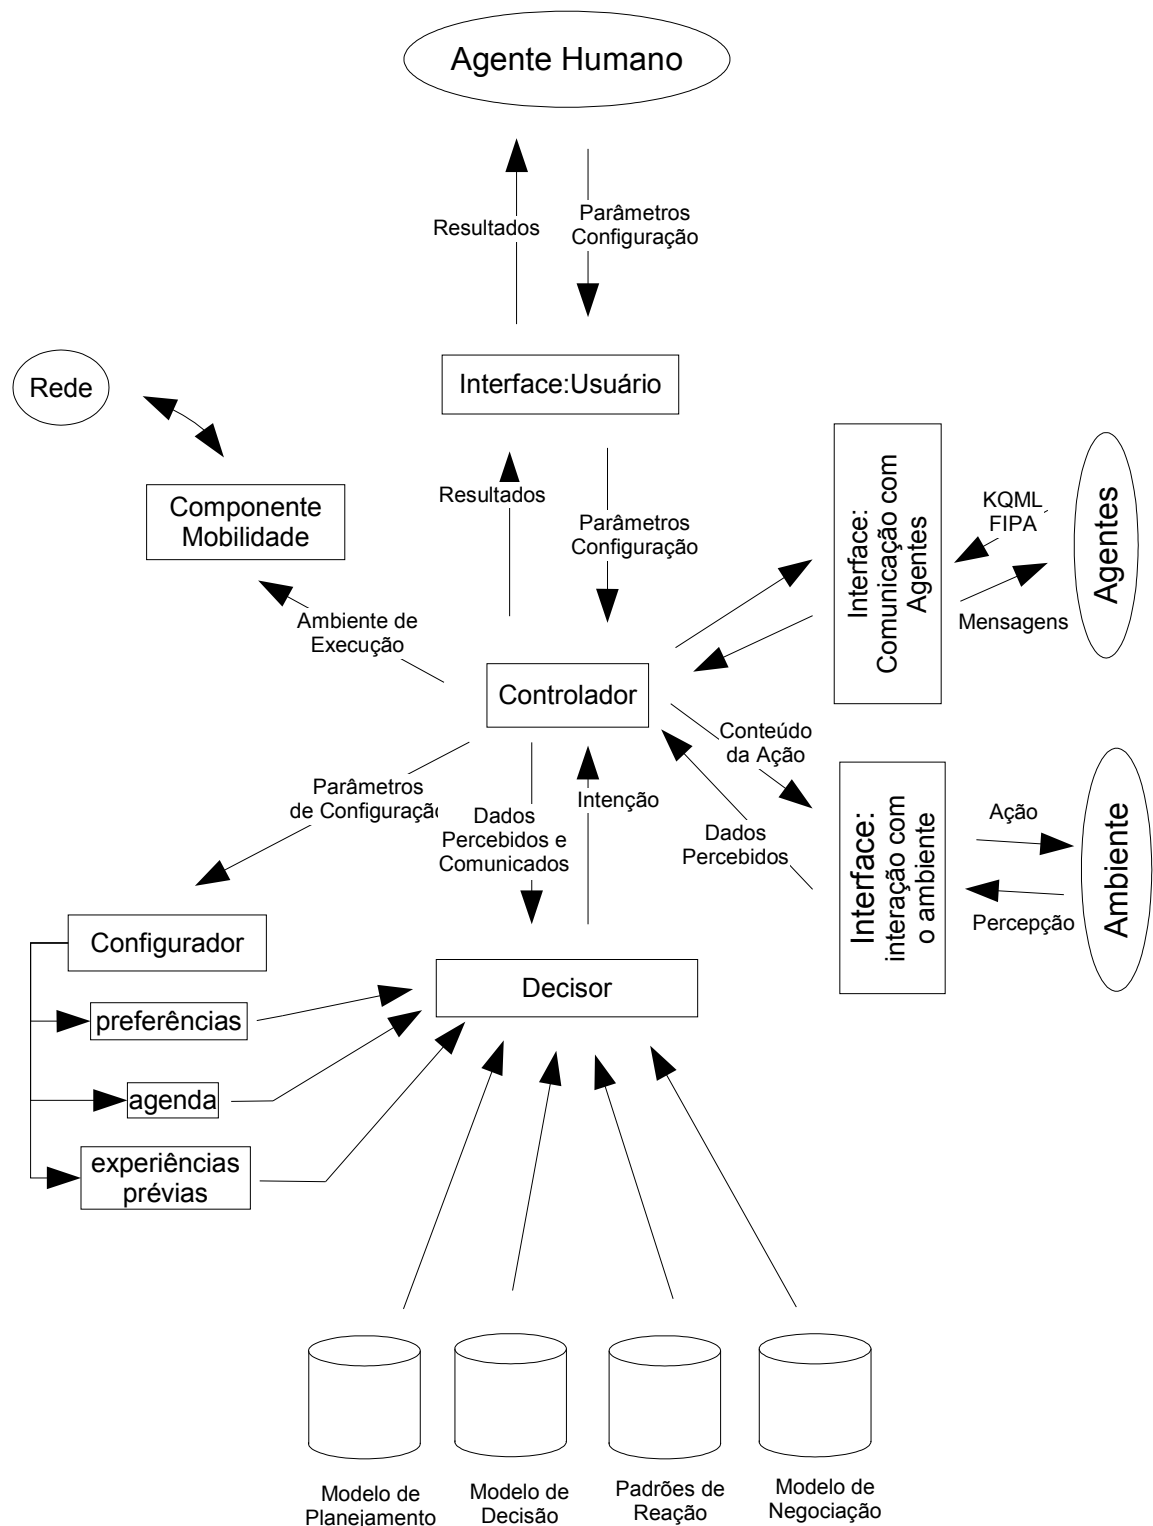 Agente Humano
Resultados
Parâmetros
Configuração
Rede
Interface:Usuário
Componente
Mobilidade
Resultados
Parâmetros
Configuração
Interface:
Comunicação com
Agentes
KQML
FIPA
Mensagens
Agentes
Ambiente de
Execução
Controlador
Conteúdo
da Ação
Parâmetros
de Configuração
Dados
Percebidos e
Comunicados
Intenção
Dados
Percebidos
Interface:
interação com
o ambiente
Ação
Percepção
Ambiente
Configurador
Decisor
preferências
agenda
experiências
prévias
Modelo de
Planejamento
Modelo de
Decisão
Padrões de
Reação
Modelo de
Negociação